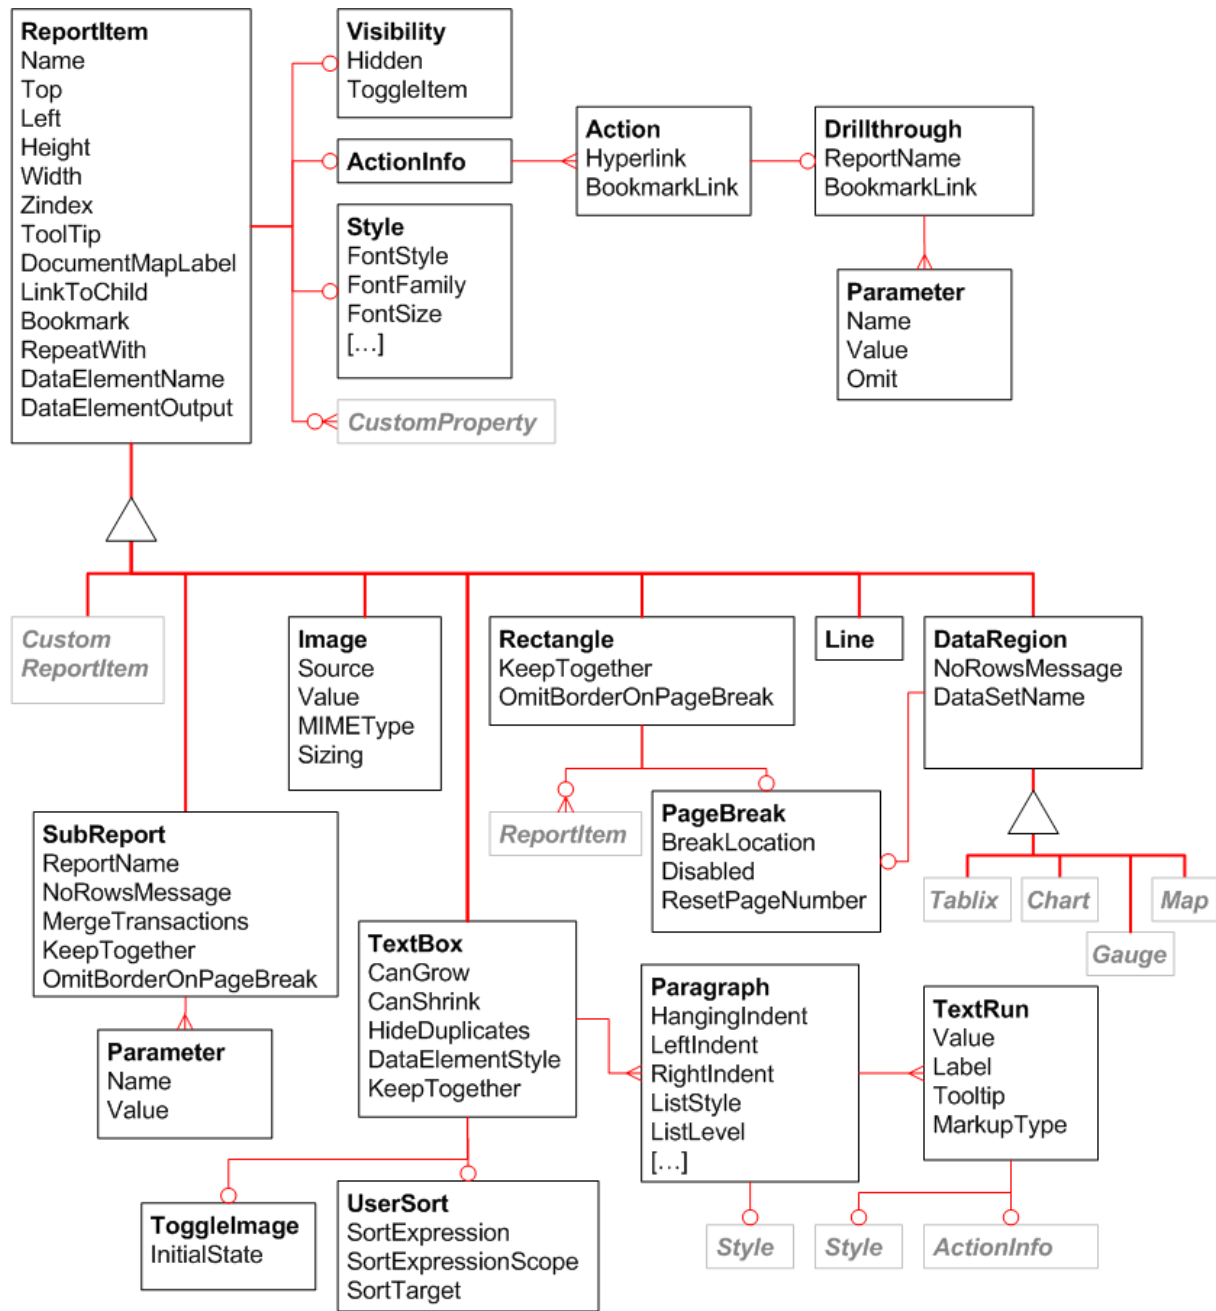 ReportItem
Name
Top
Left
Height
Width
Zindex
ToolTip
DocumentMapLabel
LinkToChild
Bookmark
RepeatWith
DataElementName
DataElementOutput
Visibility
Hidden
ToggleItem
ActionInfo
Style
FontStyle
FontFamily
FontSize
[...]
CustomProperty
Action
Hyperlink
BookmarkLink
Drillthrough
ReportName
BookmarkLink
Parameter
Name
Value
Omit
Custom
ReportItem
Image
Source
Value
MIMEType
Sizing
Rectangle
KeepTogether
OmitBorderOnPageBreak
Line
DataRegion
NoRowsMessage
DataSetName
SubReport
ReportName
NoRowsMessage
MergeTransactions
KeepTogether
OmitBorderOnPageBreak
ReportItem
PageBreak
BreakLocation
Disabled
ResetPageNumber
Tablix
Chart
Map
Gauge
Parameter
Name
Value
TextBox
CanGrow
CanShrink
HideDuplicates
DataElementStyle
KeepTogether
Paragraph
HangingIndent
LeftIndent
RightIndent
ListStyle
ListLevel
[...]
TextRun
Value
Label
Tooltip
MarkupType
ToggleImage
InitialState
UserSort
SortExpression
SortExpressionScope
SortTarget
Style
Style
ActionInfo